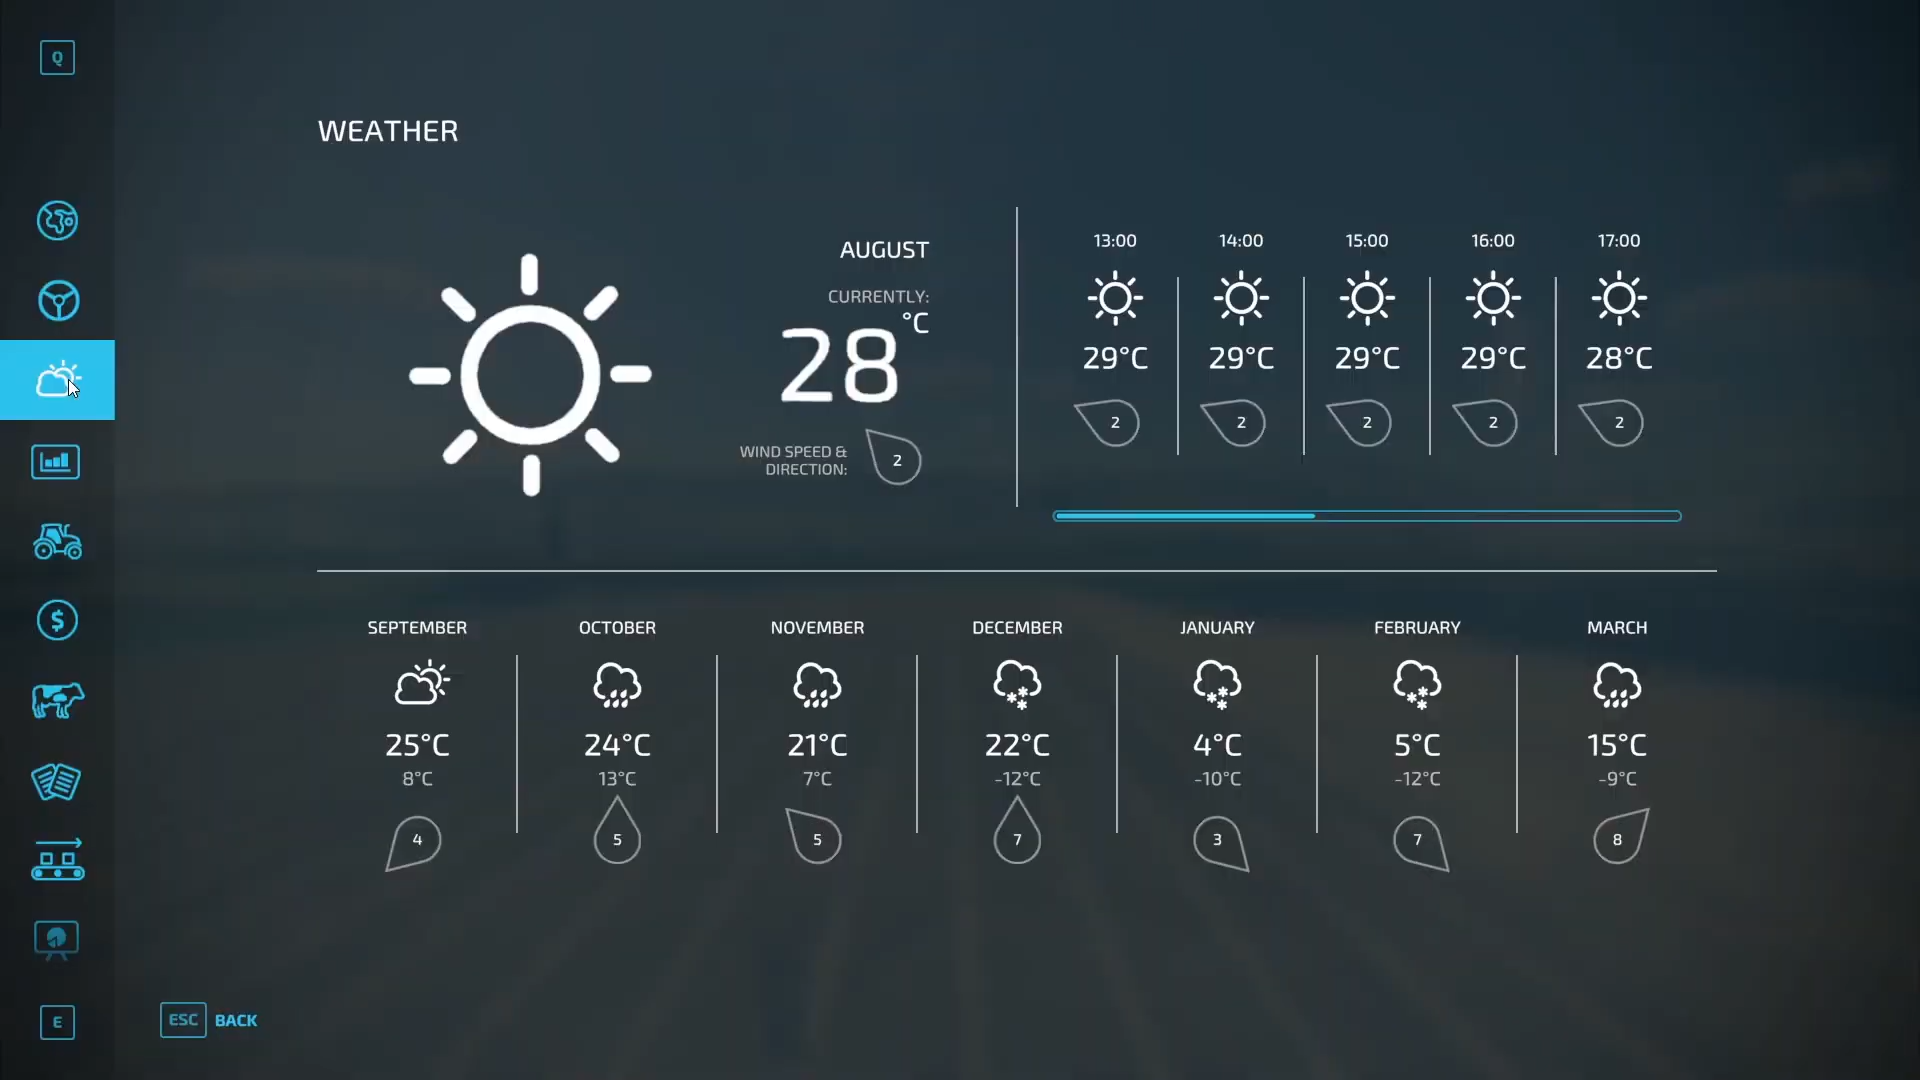 Q
WEATHER
AUGUST
CURRENTLY:
28 °C
WIND SPEED &
DIRECTION:
2
13:00 14:00 15:00 16:00 17:00
29°C 29°C 29°C 29°C 28°C
2 2 2 2 2
SEPTEMBER OCTOBER NOVEMBER DECEMBER JANUARY FEBRUARY MARCH
25°C 24°C 21°C 22°C 4°C 5°C 15°C
8°C 13°C 7°C -12°C -10°C -12°C -9°C
4 5 5 7 3 7 8
$
E
ESC BACK